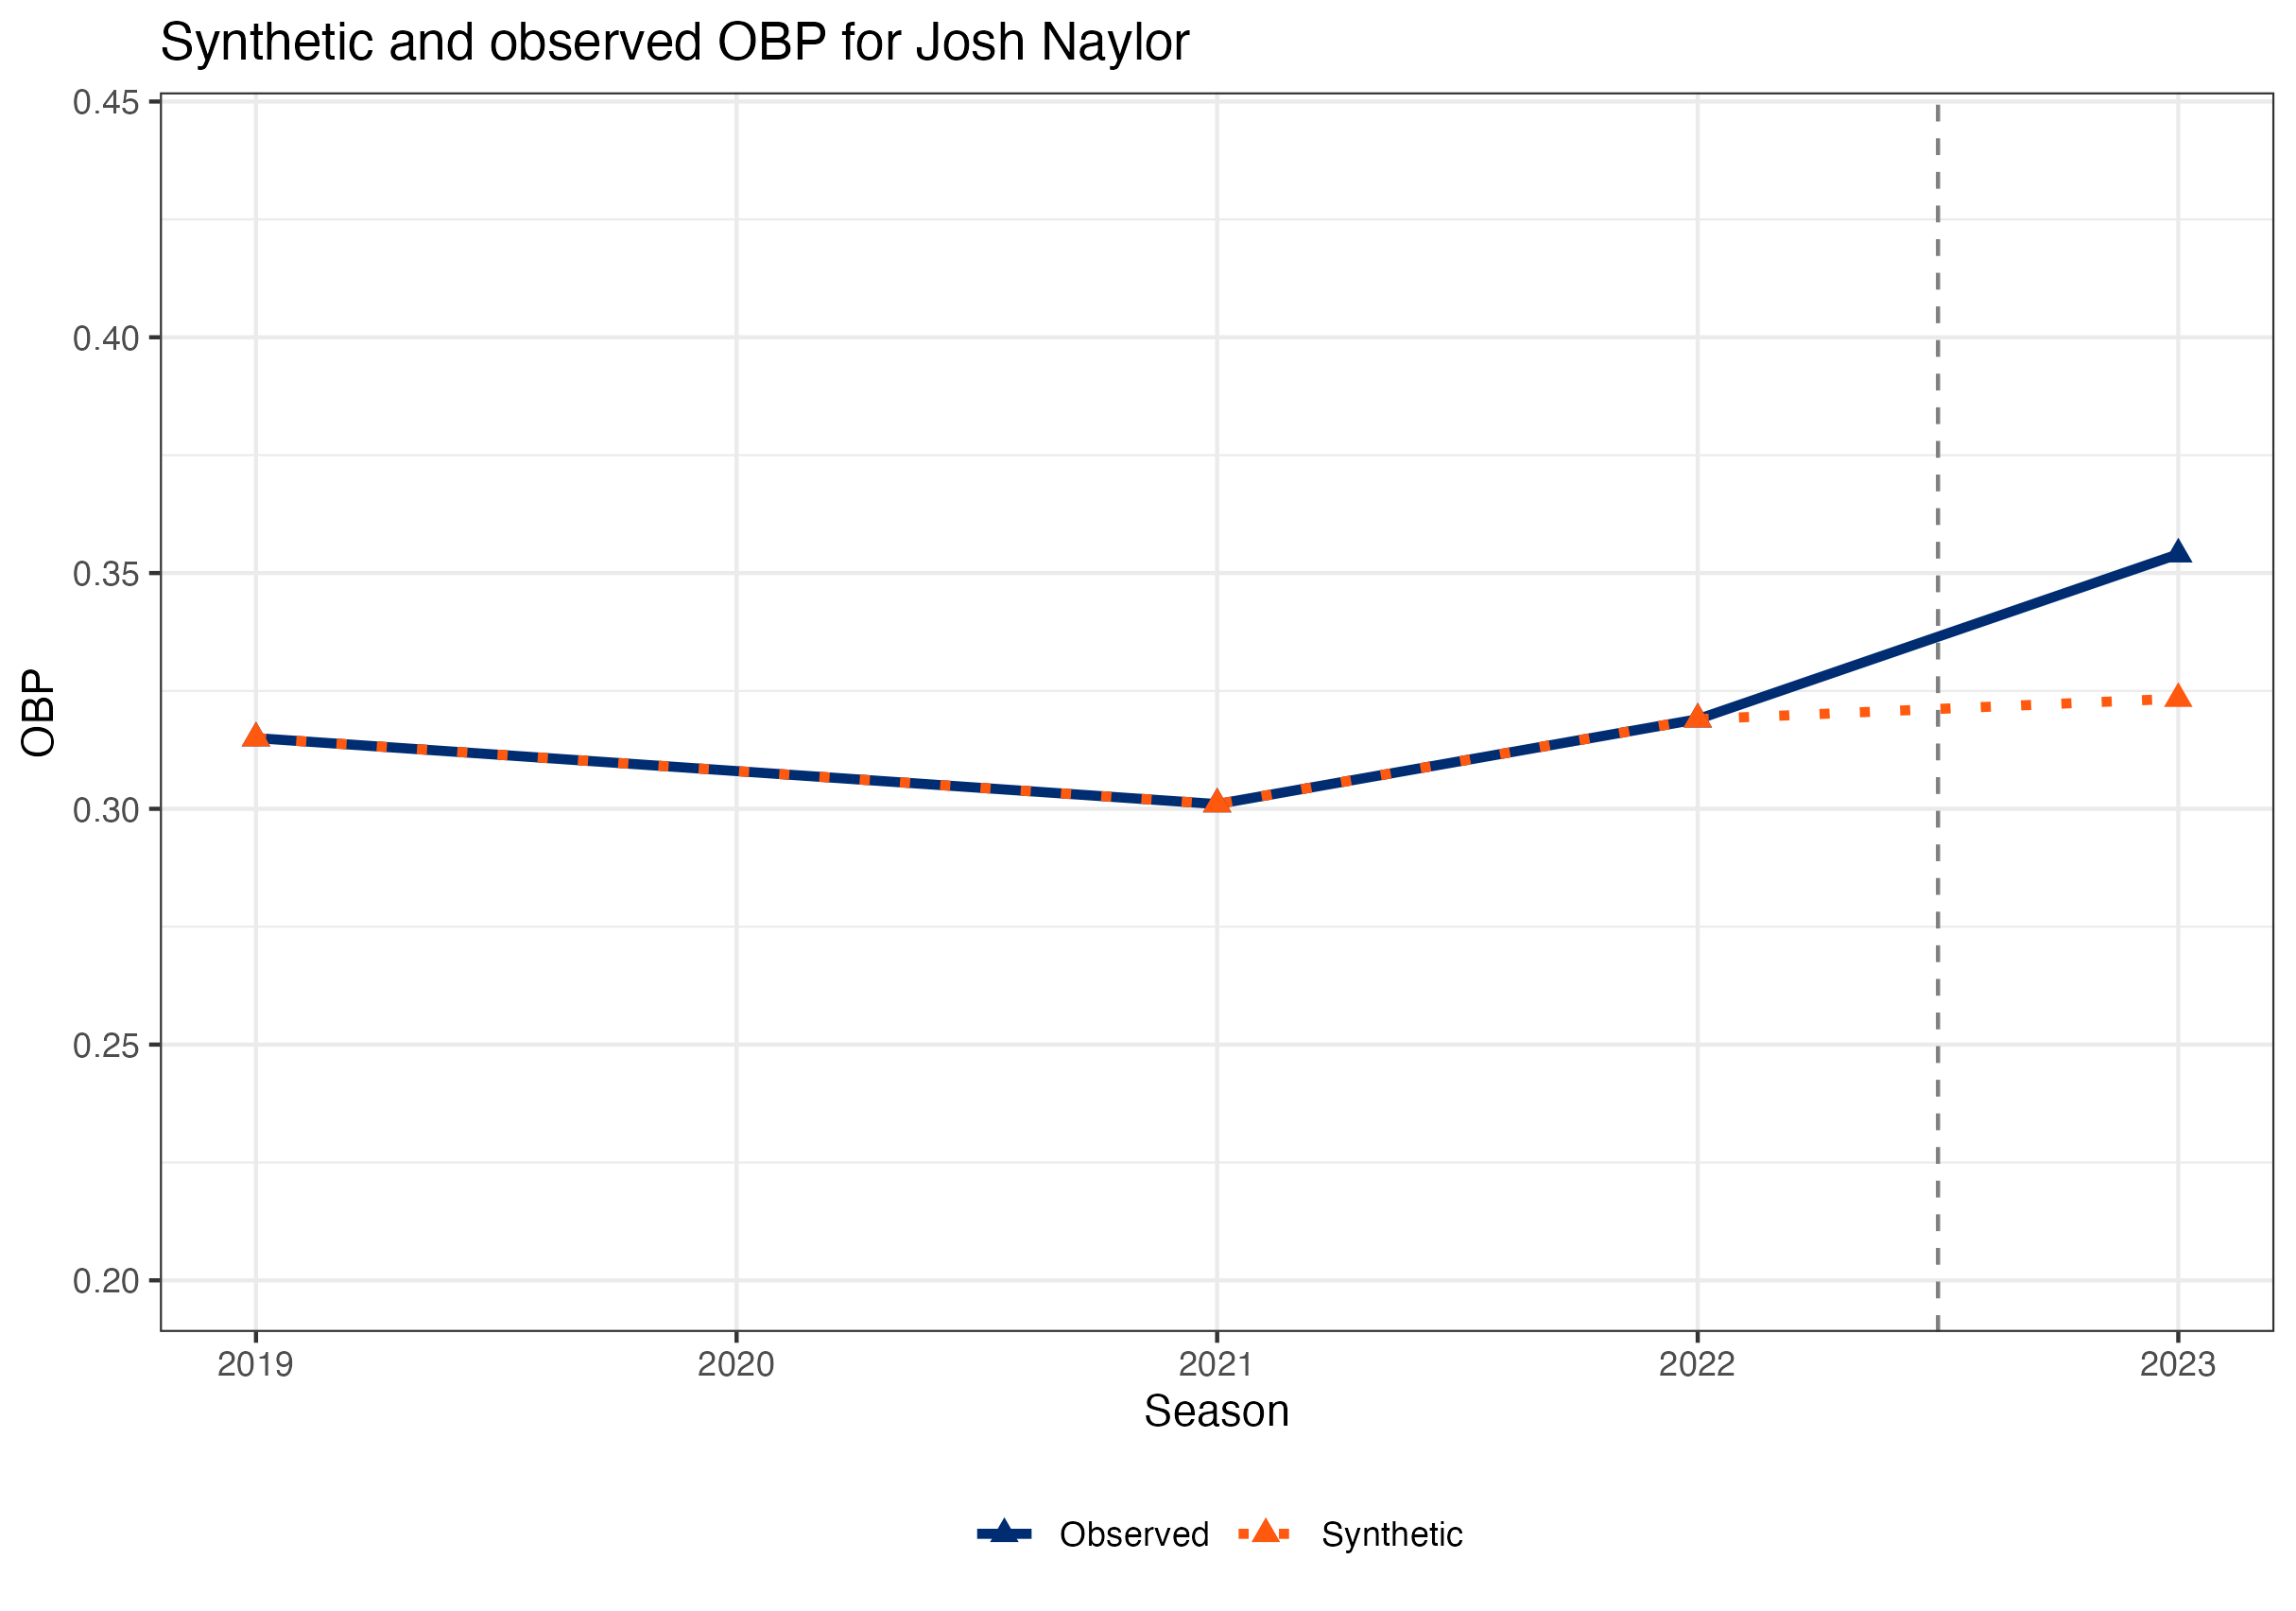 Synthetic and observed OBP for Josh Naylor
0.45
0.40
0.35
0.30
0.25
0.20
OBP
2019 2020 2021 2022 2023
Season
Observed Synthetic